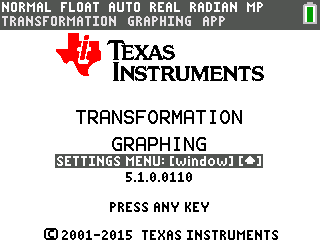 NORMAL FLOAT AUTO REAL RADIAN MP
TRANSFORMATION GRAPHING APP
TEXAS
INSTRUMENTS
TRANSFORMATION
GRAPHING
SETTINGS MENU: [window] [🡅]
5.1.0.0110
PRESS ANY KEY
© 2001-2015 TEXAS INSTRUMENTS